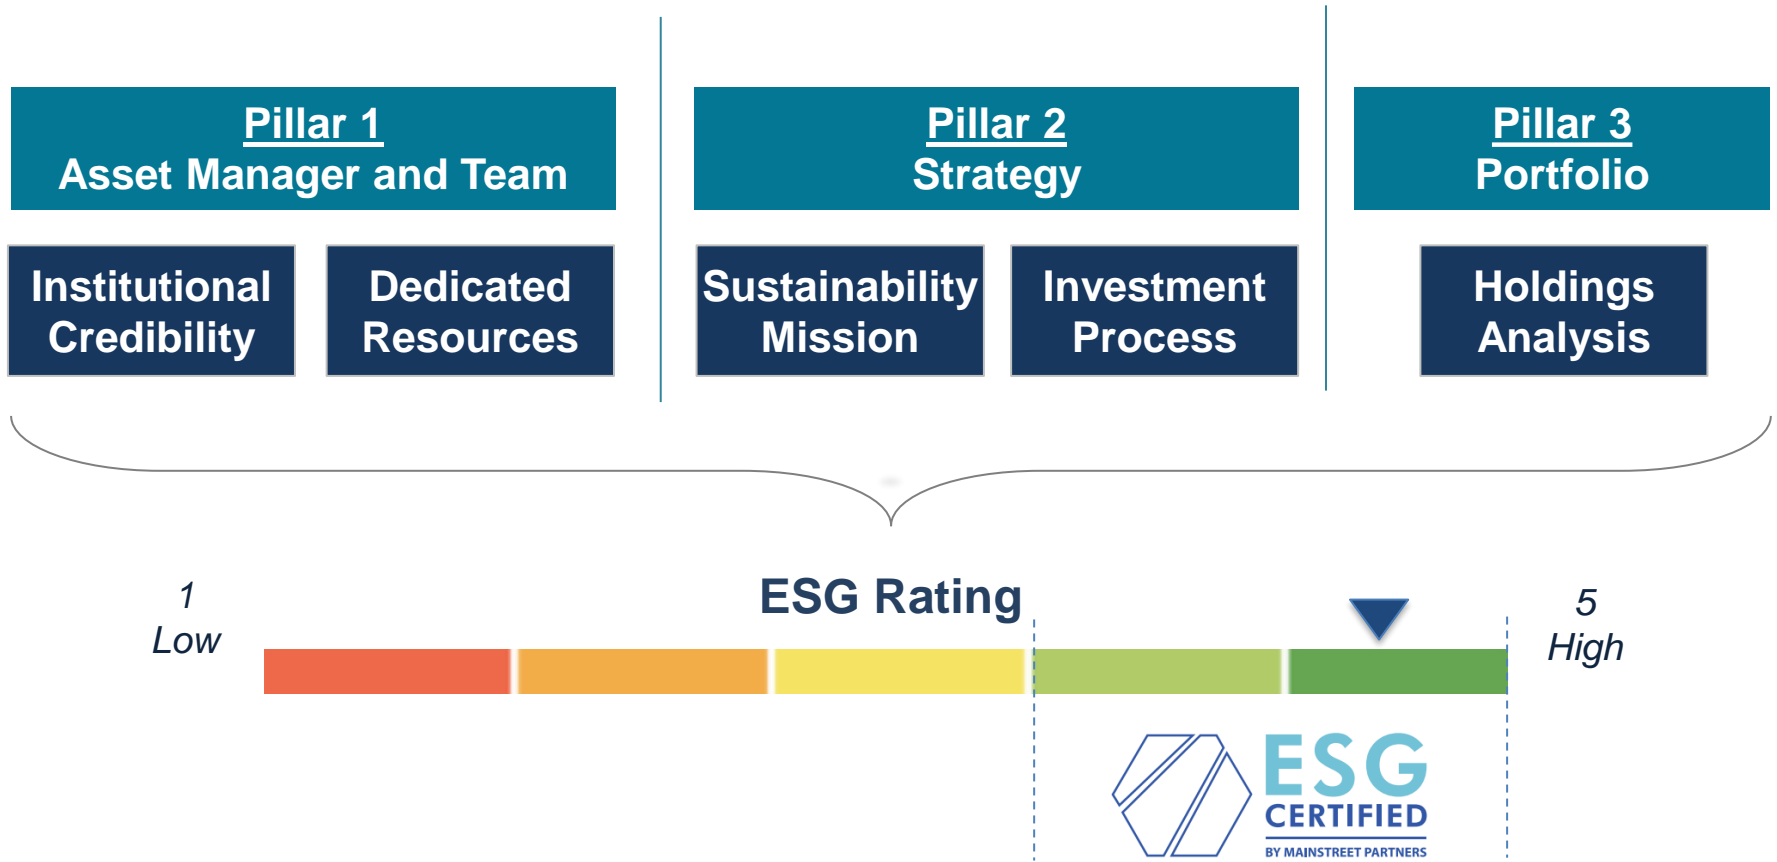 Pillar 1
Asset Manager and Team
Pillar 2
Strategy
Pillar 3
Portfolio
Institutional
Credibility
Dedicated
Resources
Sustainability
Mission
Investment
Process
Holdings
Analysis
ESG Rating
1
Low
5
High
ESG
CERTIFIED
BY MAINSTREET PARTNERS